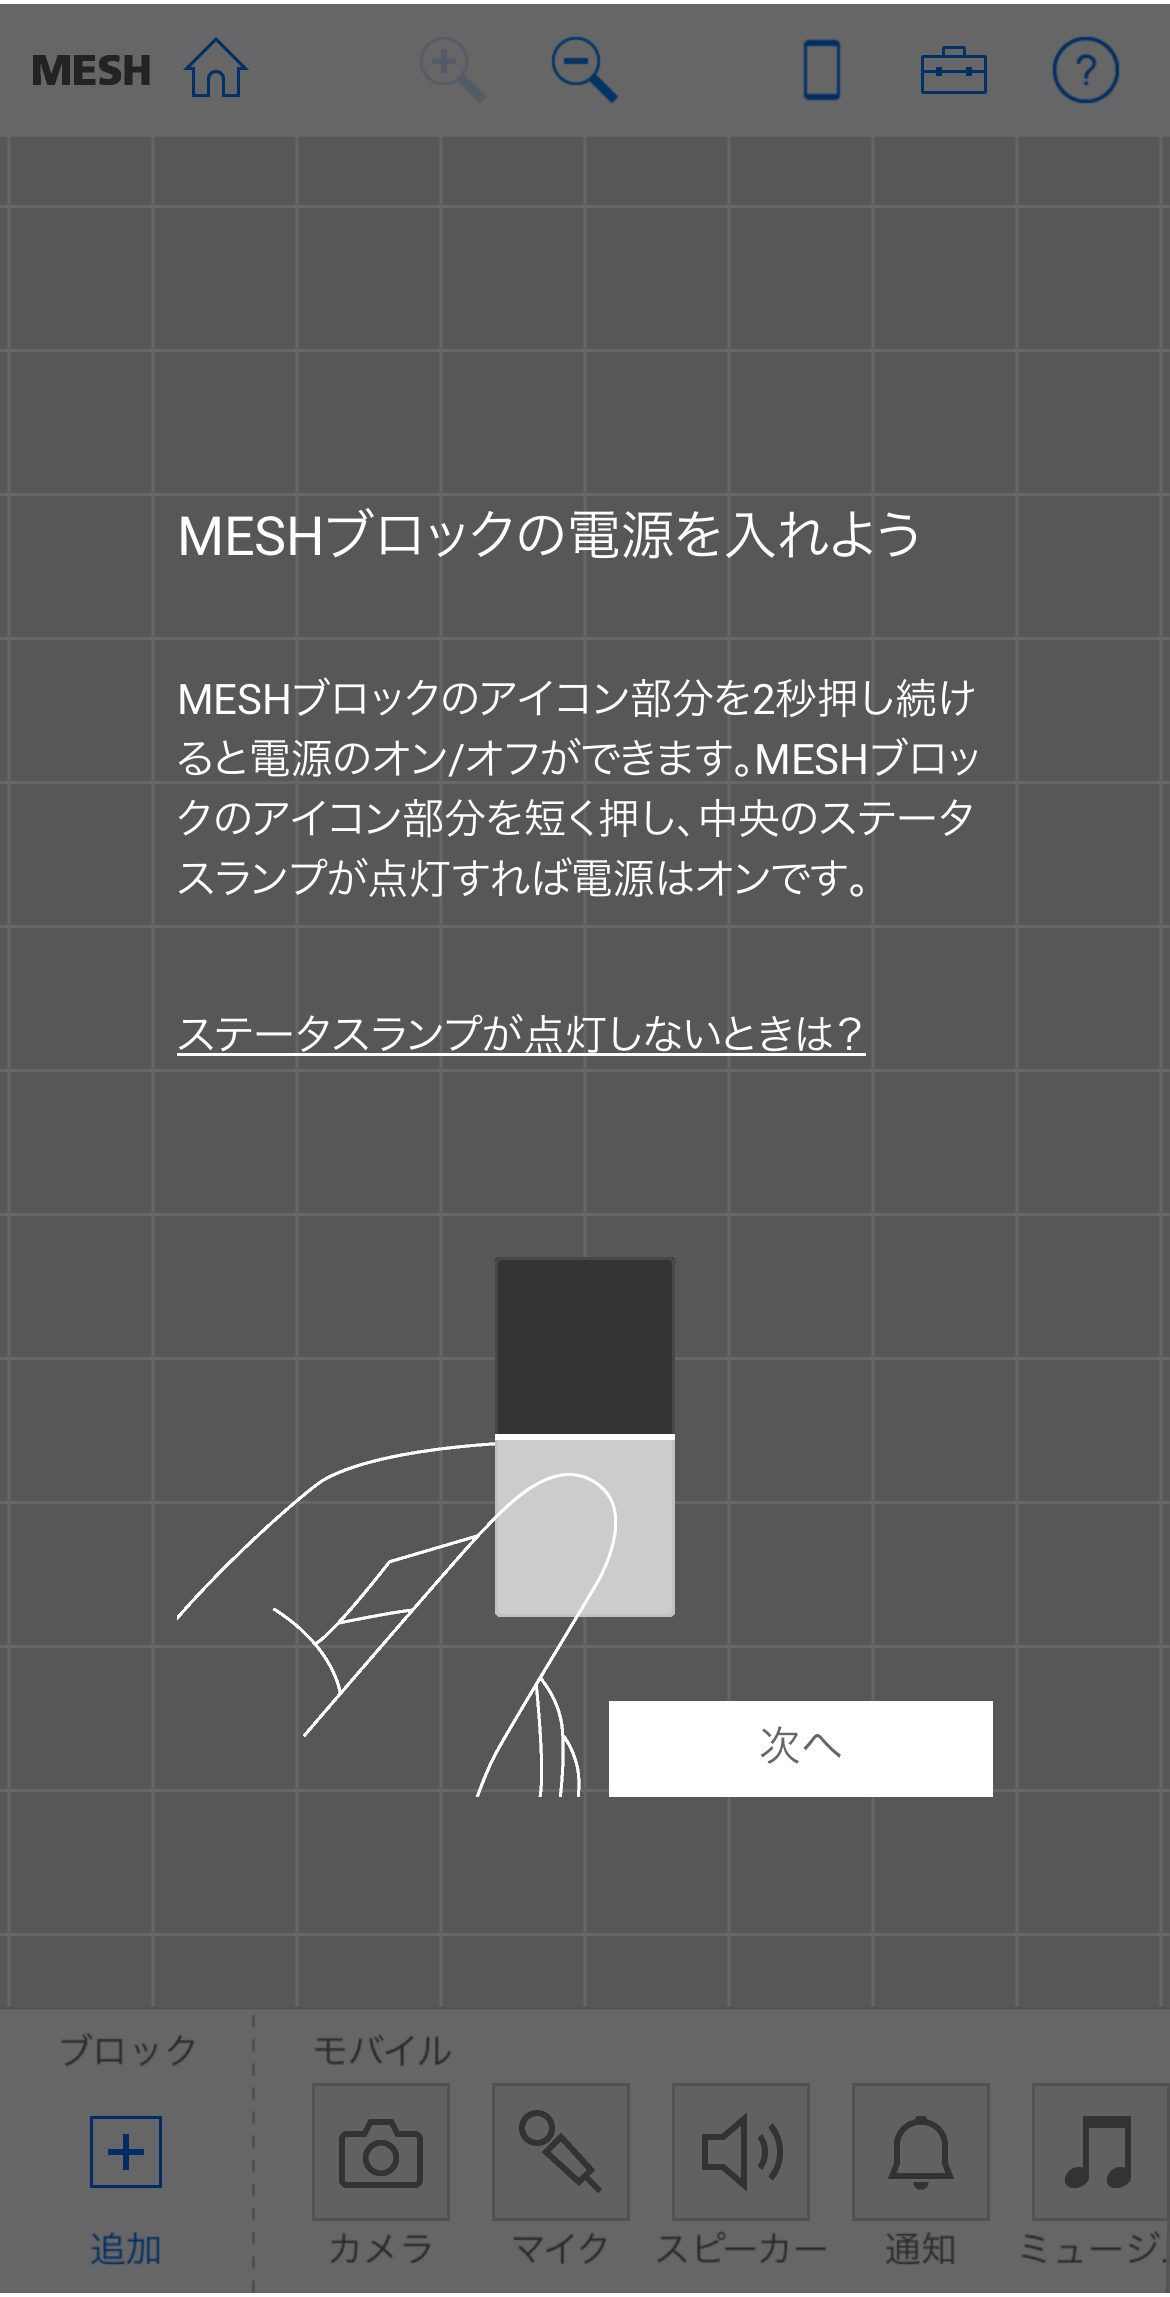 MESH
?
MESHブロックの電源を入れよう
MESHブロックのアイコン部分を2秒押し続け
ると電源のオン/オフができます。MESHブロッ
クのアイコン部分を短く押し、中央のステータ
スランプが点灯すれば電源はオンです。
ステータスランプが点灯しないときは？
次へ
ブロック
モバイル
追加
カメラ
マイク
スピーカー
通知
ミュージ..